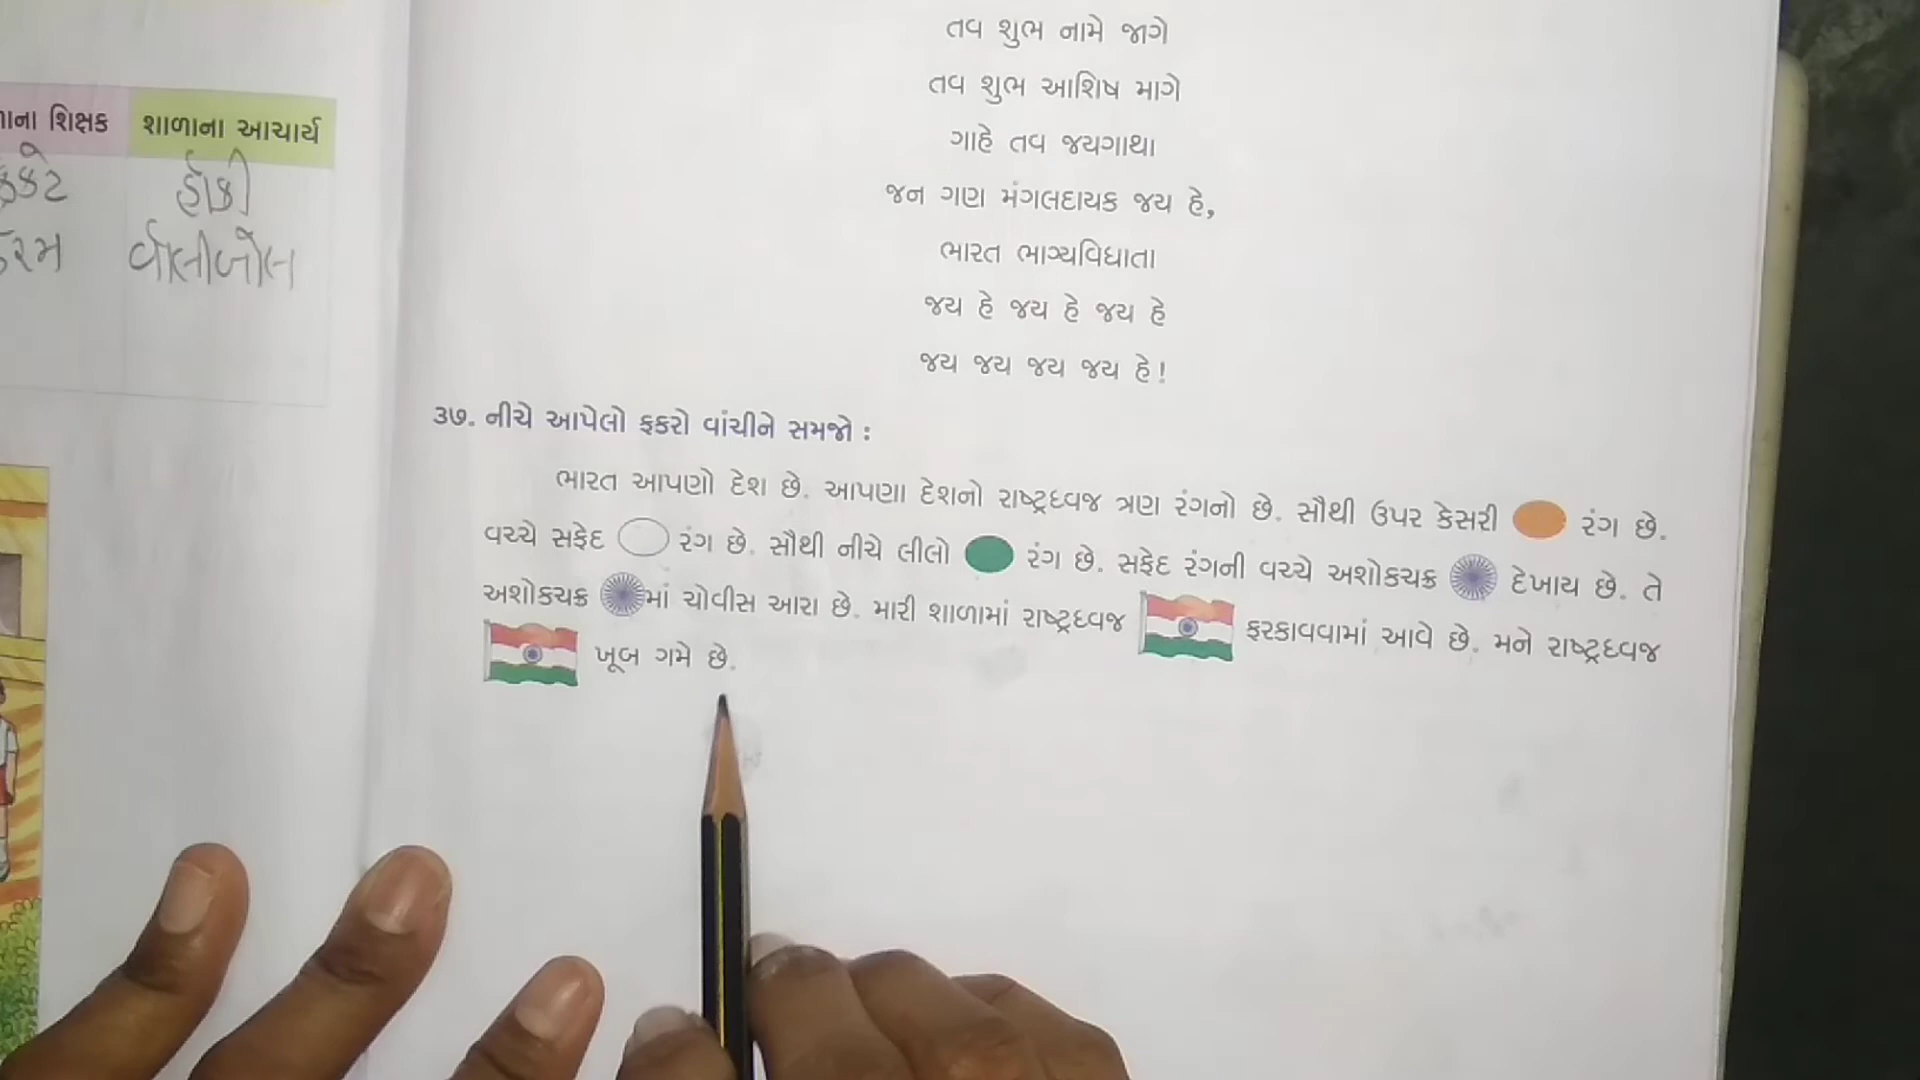 શિક્ષક
શાળાના આચાર્ય
હૉકી
વૉલીબોલ
તવ શુભ નામે જાગે
તવ શુભ આશિષ માગે
ગાહે તવ જયગાથા
જન ગણ મંગલદાયક જય હે,
ભારત ભાગ્યવિધાતા
જય હે જય હે જય હે
જય જય જય જય હે!
૩૭. નીચે આપેલો ફકરો વાંચીને સમજો :
ભારત આપણો દેશ છે. આપણા દેશનો રાષ્ટ્રધ્વજ ત્રણ રંગનો છે. સૌથી ઉપર કેસરી રંગ છે.
વચ્ચે સફેદ રંગ છે. સૌથી નીચે લીલો રંગ છે. સફેદ રંગની વચ્ચે અશોકચક્ર દેખાય છે. તે
અશોકચક્ર માં ચોવીસ આરા છે. મારી શાળામાં રાષ્ટ્રધ્વજ ફરકાવવામાં આવે છે. મને રાષ્ટ્રધ્વજ
ખૂબ ગમે છે.